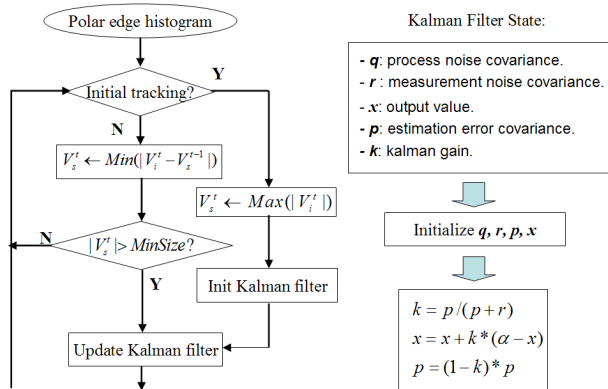 Polar edge histogram
Initial tracking?
Y
N
V_s^t ← Min(| V_i^t − V_s^{t−1} |)
V_s^t ← Max(| V_i^t |)
| V_s^t | > MinSize?
N
Y
Init Kalman filter
Update Kalman filter
Kalman Filter State:
- q: process noise covariance.
- r : measurement noise covariance.
- x: output value.
- p: estimation error covariance.
- k: kalman gain.
Initialize q, r, p, x
k = p/(p+r)
x = x+k*(α−x)
p = (1−k)* p